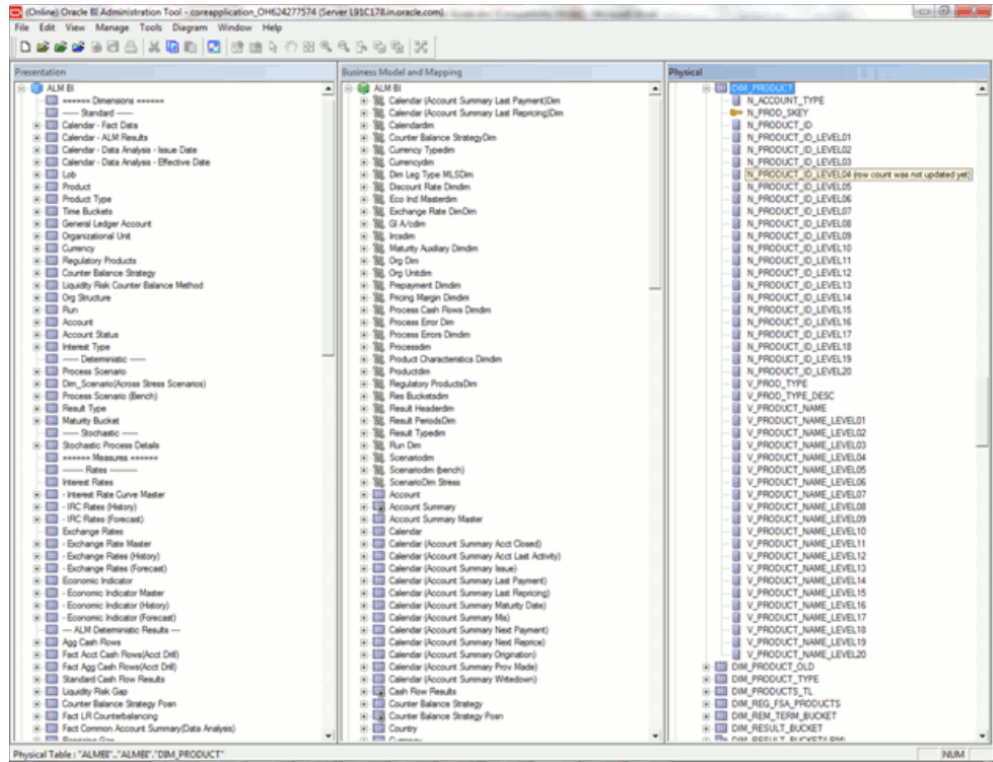 (Online) Oracle BI Administration Tool - coreapplication_OH624277574 (Server L91C178.in.oracle.com)
File Edit View Manage Tools Diagram Window Help
Presentation
ALM BI
====== Dimensions ======
----- Standard -----
Calendar - Fact Data
Calendar - ALM Results
Calendar - Data Analysis - Issue Date
Calendar - Data Analysis - Effective Date
Lob
Product
Product Type
Time Buckets
General Ledger Account
Organizational Unit
Currency
Regulatory Products
Counter Balance Strategy
Liquidity Risk Counter Balance Method
Org Structure
Run
Account
Account Status
Interest Type
----- Deterministic -----
Process Scenario
Dim_Scenario(Across Stress Scenarios)
Process Scenario (Bench)
Result Type
Maturity Bucket
----- Stochastic -----
Stochastic Process Details
====== Measures ======
------ Rates --------
Interest Rates
- Interest Rate Curve Master
- IRC Rates (History)
- IRC Rates (Forecast)
Exchange Rates
- Exchange Rate Master
- Exchange Rates (History)
- Exchange Rates (Forecast)
Economic Indicator
- Economic Indicator Master
- Economic Indicator (History)
- Economic Indicator (Forecast)
--- ALM Deterministic Results ---
Agg Cash Flows
Fact Acct Cash Flows(Acct Drill)
Fact Agg Cash Flows(Acct Drill)
Standard Cash Flow Results
Liquidity Risk Gap
Counter Balance Strategy Posn
Fact LR Counterbalancing
Fact Common Account Summary(Data Analysis)
Business Model and Mapping
ALM BI
Calendar (Account Summary Last Payment)Dim
Calendar (Account Summary Last Repricing)Dim
Calendardim
Counter Balance StrategyDim
Currency Typedim
Currencydim
Dim Leg Type MLSDim
Discount Rate Dimdim
Eco Ind Masterdim
Exchange Rate DimDim
Gl A/cdim
Ircsdim
Maturity Auxiliary Dimdim
Org Dim
Org Unitdim
Prepayment Dimdim
Pricing Margin Dimdim
Process Cash Flows Dimdim
Process Error Dim
Process Errors Dimdim
Processdim
Product Characteristics Dimdim
Productdim
Regulatory ProductsDim
Res Bucketsdim
Result Headerdim
Result PeriodsDim
Result Typedim
Run Dim
Scenariodim
Scenariodim (bench)
ScenarioDim Stress
Account
Account Summary
Account Summary Master
Calendar
Calendar (Account Summary Acct Closed)
Calendar (Account Summary Acct Last Activity)
Calendar (Account Summary Issue)
Calendar (Account Summary Last Payment)
Calendar (Account Summary Last Repricing)
Calendar (Account Summary Maturity Date)
Calendar (Account Summary Mis)
Calendar (Account Summary Next Payment)
Calendar (Account Summary Next Reprice)
Calendar (Account Summary Origination)
Calendar (Account Summary Prov Made)
Calendar (Account Summary Writedown)
Cash Flow Results
Counter Balance Strategy
Counter Balance Strategy Posn
Country
Physical
DIM_PRODUCT
N_ACCOUNT_TYPE
N_PROD_SKEY
N_PRODUCT_ID
N_PRODUCT_ID_LEVEL01
N_PRODUCT_ID_LEVEL02
N_PRODUCT_ID_LEVEL03
N_PRODUCT_ID_LEVEL04 (row count was not updated yet)
N_PRODUCT_ID_LEVEL05
N_PRODUCT_ID_LEVEL06
N_PRODUCT_ID_LEVEL07
N_PRODUCT_ID_LEVEL08
N_PRODUCT_ID_LEVEL09
N_PRODUCT_ID_LEVEL10
N_PRODUCT_ID_LEVEL11
N_PRODUCT_ID_LEVEL12
N_PRODUCT_ID_LEVEL13
N_PRODUCT_ID_LEVEL14
N_PRODUCT_ID_LEVEL15
N_PRODUCT_ID_LEVEL16
N_PRODUCT_ID_LEVEL17
N_PRODUCT_ID_LEVEL18
N_PRODUCT_ID_LEVEL19
N_PRODUCT_ID_LEVEL20
V_PROD_TYPE
V_PROD_TYPE_DESC
V_PRODUCT_NAME
V_PRODUCT_NAME_LEVEL01
V_PRODUCT_NAME_LEVEL02
V_PRODUCT_NAME_LEVEL03
V_PRODUCT_NAME_LEVEL04
V_PRODUCT_NAME_LEVEL05
V_PRODUCT_NAME_LEVEL06
V_PRODUCT_NAME_LEVEL07
V_PRODUCT_NAME_LEVEL08
V_PRODUCT_NAME_LEVEL09
V_PRODUCT_NAME_LEVEL10
V_PRODUCT_NAME_LEVEL11
V_PRODUCT_NAME_LEVEL12
V_PRODUCT_NAME_LEVEL13
V_PRODUCT_NAME_LEVEL14
V_PRODUCT_NAME_LEVEL15
V_PRODUCT_NAME_LEVEL16
V_PRODUCT_NAME_LEVEL17
V_PRODUCT_NAME_LEVEL18
V_PRODUCT_NAME_LEVEL19
V_PRODUCT_NAME_LEVEL20
DIM_PRODUCT_OLD
DIM_PRODUCT_TYPE
DIM_PRODUCTS_TL
DIM_REG_FSA_PRODUCTS
DIM_REM_TERM_BUCKET
DIM_RESULT_BUCKET
Physical Table : "ALMBI".."ALMBI"."DIM_PRODUCT"
NUM